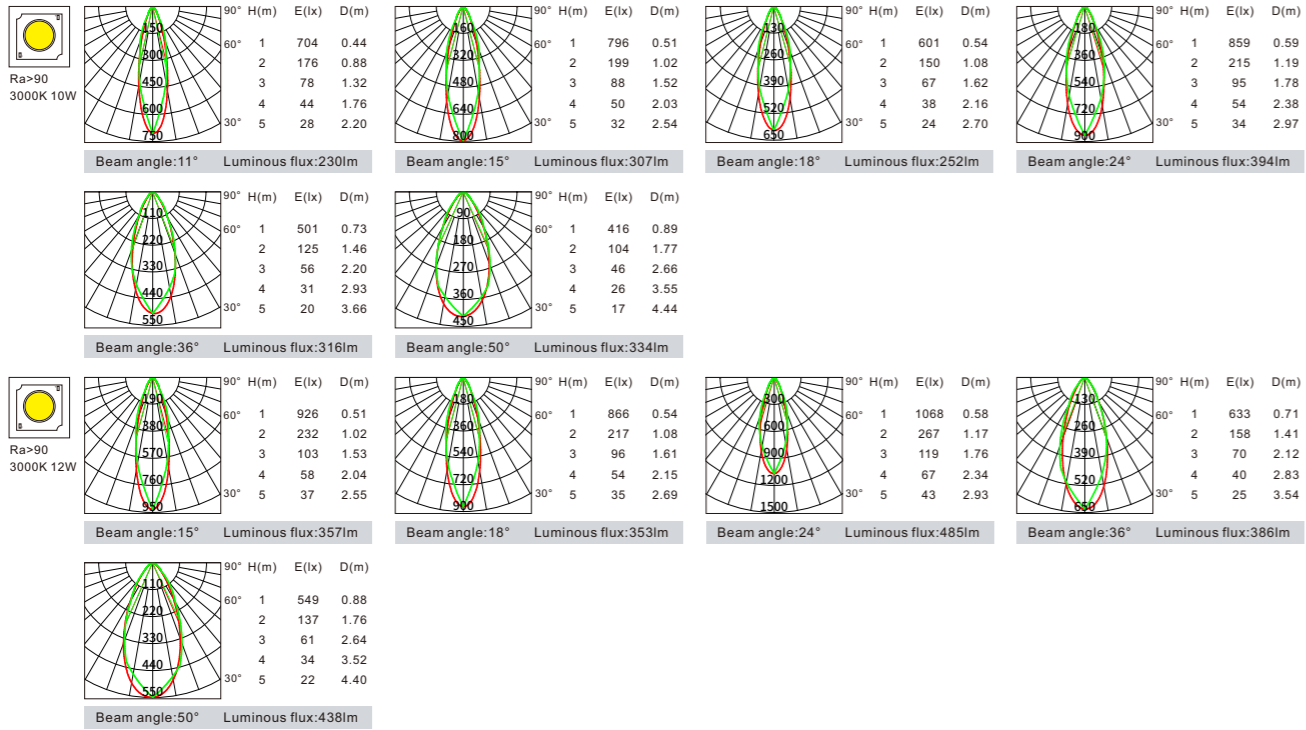 Ra>90
3000K 10W
150
300
450
600
750
90° H(m) E(lx) D(m)
60° 1 704 0.44
2 176 0.88
3 78 1.32
4 44 1.76
30° 5 28 2.20
Beam angle:11° Luminous flux:230lm
160
320
480
640
800
90° H(m) E(lx) D(m)
60° 1 796 0.51
2 199 1.02
3 88 1.52
4 50 2.03
30° 5 32 2.54
Beam angle:15° Luminous flux:307lm
130
260
390
520
650
90° H(m) E(lx) D(m)
60° 1 601 0.54
2 150 1.08
3 67 1.62
4 38 2.16
30° 5 24 2.70
Beam angle:18° Luminous flux:252lm
180
360
540
720
900
90° H(m) E(lx) D(m)
60° 1 859 0.59
2 215 1.19
3 95 1.78
4 54 2.38
30° 5 34 2.97
Beam angle:24° Luminous flux:394lm
110
220
330
440
550
90° H(m) E(lx) D(m)
60° 1 501 0.73
2 125 1.46
3 56 2.20
4 31 2.93
30° 5 20 3.66
Beam angle:36° Luminous flux:316lm
90
180
270
360
450
90° H(m) E(lx) D(m)
60° 1 416 0.89
2 104 1.77
3 46 2.66
4 26 3.55
30° 5 17 4.44
Beam angle:50° Luminous flux:334lm
Ra>90
3000K 12W
190
380
570
760
950
90° H(m) E(lx) D(m)
60° 1 926 0.51
2 232 1.02
3 103 1.53
4 58 2.04
30° 5 37 2.55
Beam angle:15° Luminous flux:357lm
180
360
540
720
900
90° H(m) E(lx) D(m)
60° 1 866 0.54
2 217 1.08
3 96 1.61
4 54 2.15
30° 5 35 2.69
Beam angle:18° Luminous flux:353lm
300
600
900
1200
1500
90° H(m) E(lx) D(m)
60° 1 1068 0.58
2 267 1.17
3 119 1.76
4 67 2.34
30° 5 43 2.93
Beam angle:24° Luminous flux:485lm
130
260
390
520
650
90° H(m) E(lx) D(m)
60° 1 633 0.71
2 158 1.41
3 70 2.12
4 40 2.83
30° 5 25 3.54
Beam angle:36° Luminous flux:386lm
110
220
330
440
550
90° H(m) E(lx) D(m)
60° 1 549 0.88
2 137 1.76
3 61 2.64
4 34 3.52
30° 5 22 4.40
Beam angle:50° Luminous flux:438lm